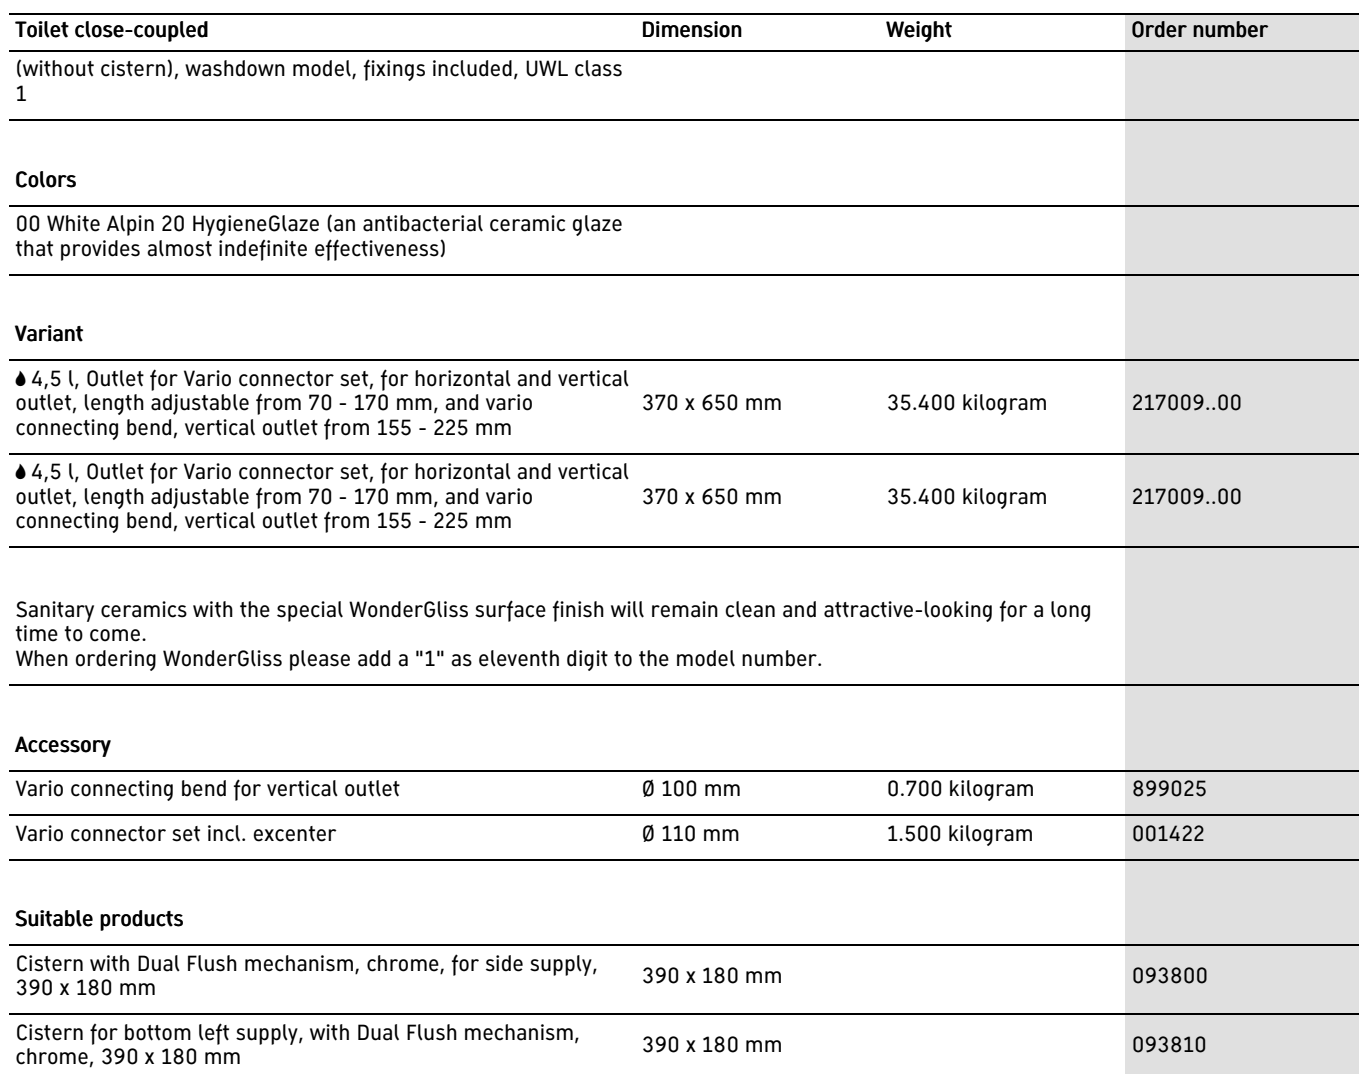 Toilet close-coupled Dimension Weight Order number
(without cistern), washdown model, fixings included, UWL class
1
Colors
00 White Alpin 20 HygieneGlaze (an antibacterial ceramic glaze
that provides almost indefinite effectiveness)
Variant
4,5 l, Outlet for Vario connector set, for horizontal and vertical
outlet, length adjustable from 70 - 170 mm, and vario
connecting bend, vertical outlet from 155 - 225 mm
370 x 650 mm 35.400 kilogram 217009..00
4,5 l, Outlet for Vario connector set, for horizontal and vertical
outlet, length adjustable from 70 - 170 mm, and vario
connecting bend, vertical outlet from 155 - 225 mm
370 x 650 mm 35.400 kilogram 217009..00
Sanitary ceramics with the special WonderGliss surface finish will remain clean and attractive-looking for a long
time to come.
When ordering WonderGliss please add a "1" as eleventh digit to the model number.
Accessory
Vario connecting bend for vertical outlet Ø 100 mm 0.700 kilogram 899025
Vario connector set incl. excenter Ø 110 mm 1.500 kilogram 001422
Suitable products
Cistern with Dual Flush mechanism, chrome, for side supply,
390 x 180 mm
390 x 180 mm 093800
Cistern for bottom left supply, with Dual Flush mechanism,
chrome, 390 x 180 mm
390 x 180 mm 093810